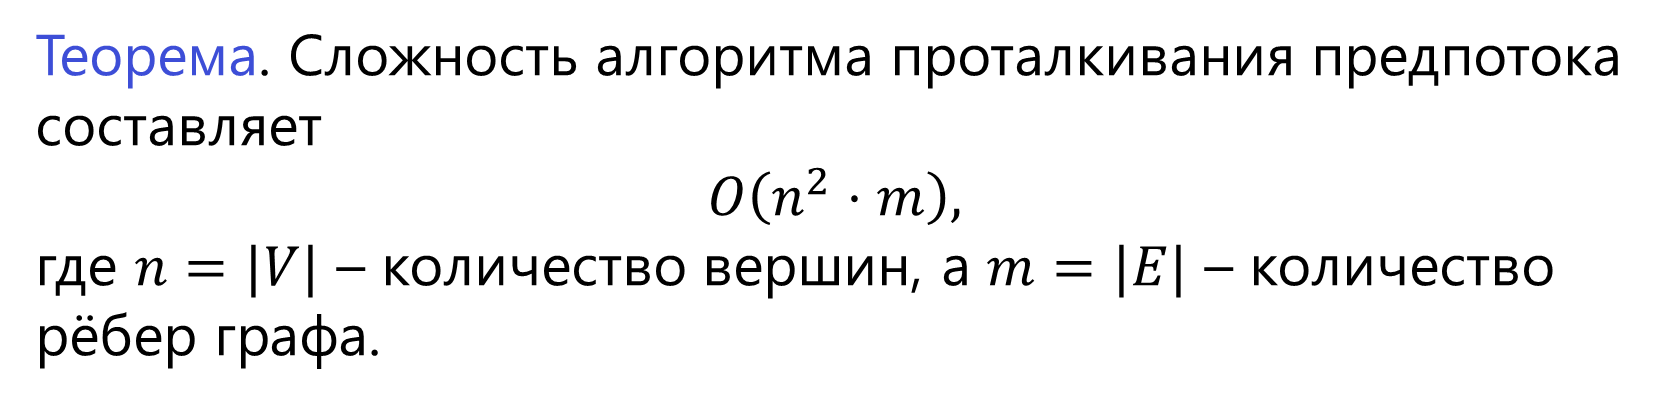 Теорема. Сложность алгоритма проталкивания предпотока
составляет
O(n² · m),
где n = |V| – количество вершин, а m = |E| – количество
рёбер графа.